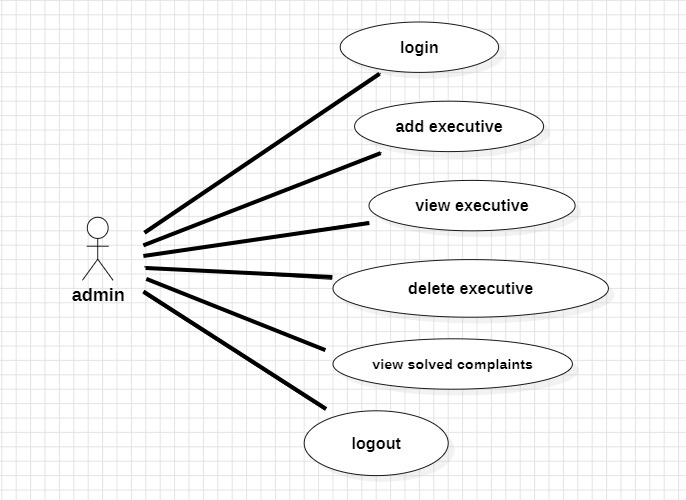 login
add executive
view executive
delete executive
admin
view solved complaints
logout